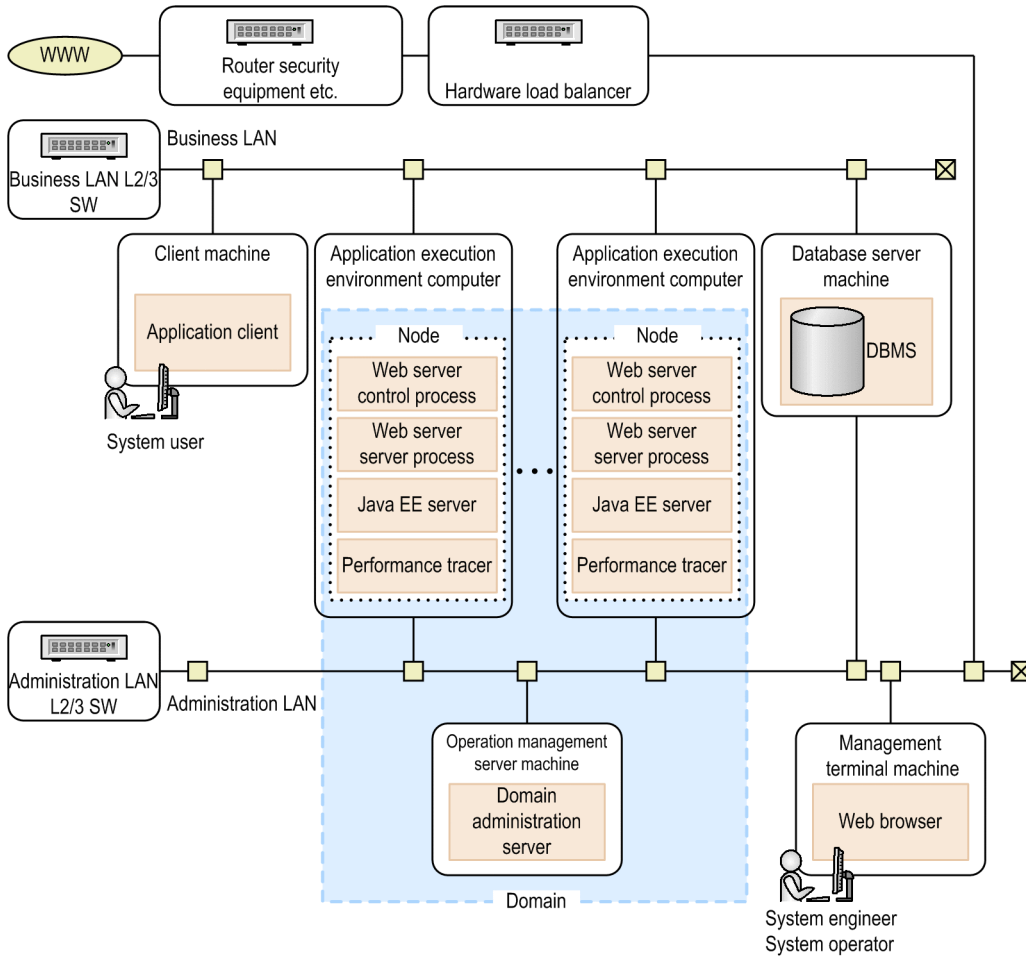 WWW
Router security
equipment etc.
Hardware load balancer
Business LAN
Business LAN L2/3
SW
Client machine
Application client
System user
Application execution
environment computer
Node
Web server
control process
Web server
server process
Java EE server
Performance tracer
Application execution
environment computer
Node
Web server
control process
Web server
server process
Java EE server
Performance tracer
Database server
machine
DBMS
Administration LAN
L2/3 SW
Administration LAN
Operation management
server machine
Domain
administration
server
Domain
Management
terminal machine
Web browser
System engineer
System operator